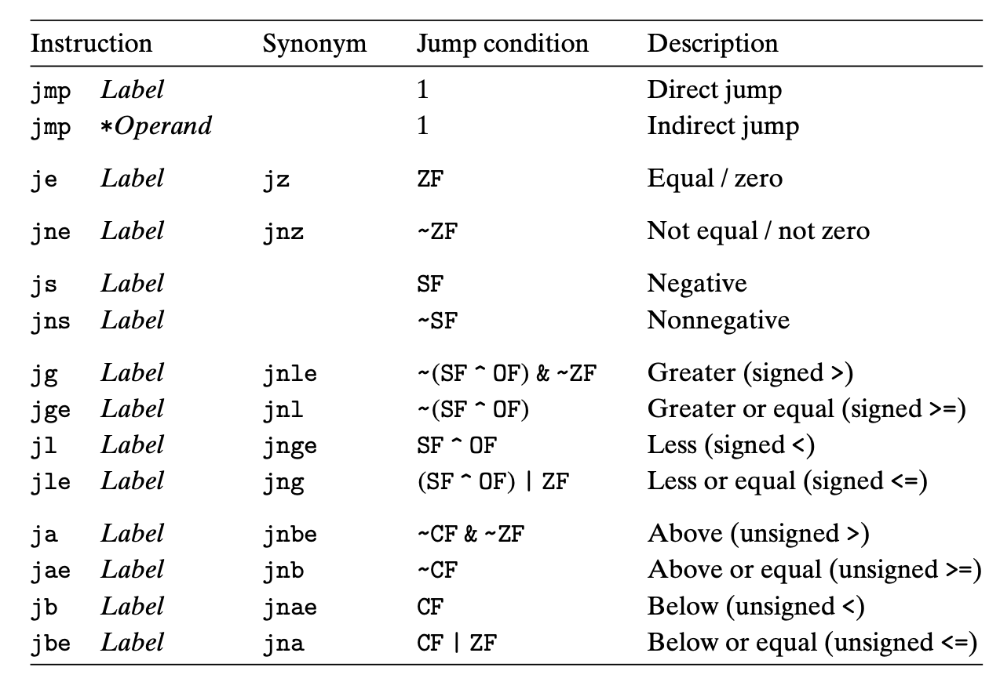 Instruction Synonym Jump condition Description
jmp Label 1 Direct jump
jmp *Operand 1 Indirect jump
je Label jz ZF Equal / zero
jne Label jnz ~ZF Not equal / not zero
js Label SF Negative
jns Label ~SF Nonnegative
jg Label jnle ~(SF ^ OF) & ~ZF Greater (signed >)
jge Label jnl ~(SF ^ OF) Greater or equal (signed >=)
jl Label jnge SF ^ OF Less (signed <)
jle Label jng (SF ^ OF) | ZF Less or equal (signed <=)
ja Label jnbe ~CF & ~ZF Above (unsigned >)
jae Label jnb ~CF Above or equal (unsigned >=)
jb Label jnae CF Below (unsigned <)
jbe Label jna CF | ZF Below or equal (unsigned <=)